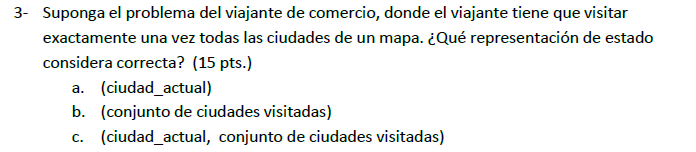 3- Suponga el problema del viajante de comercio, donde el viajante tiene que visitar
exactamente una vez todas las ciudades de un mapa. ¿Qué representación de estado
considera correcta? (15 pts.)
a. (ciudad_actual)
b. (conjunto de ciudades visitadas)
c. (ciudad_actual, conjunto de ciudades visitadas)